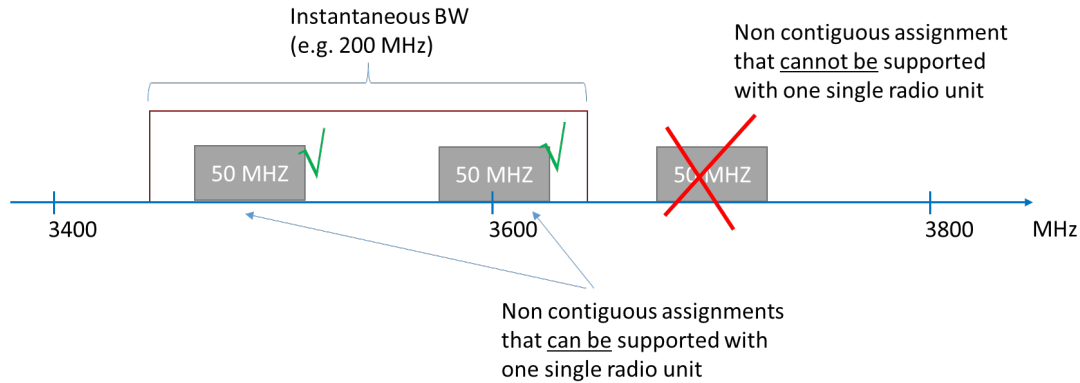 Instantaneous BW
(e.g. 200 MHz)
Non contiguous assignment
that cannot be supported
with one single radio unit
50 MHZ
50 MHZ
50 MHZ
3400
3600
3800
MHz
Non contiguous assignments
that can be supported with
one single radio unit